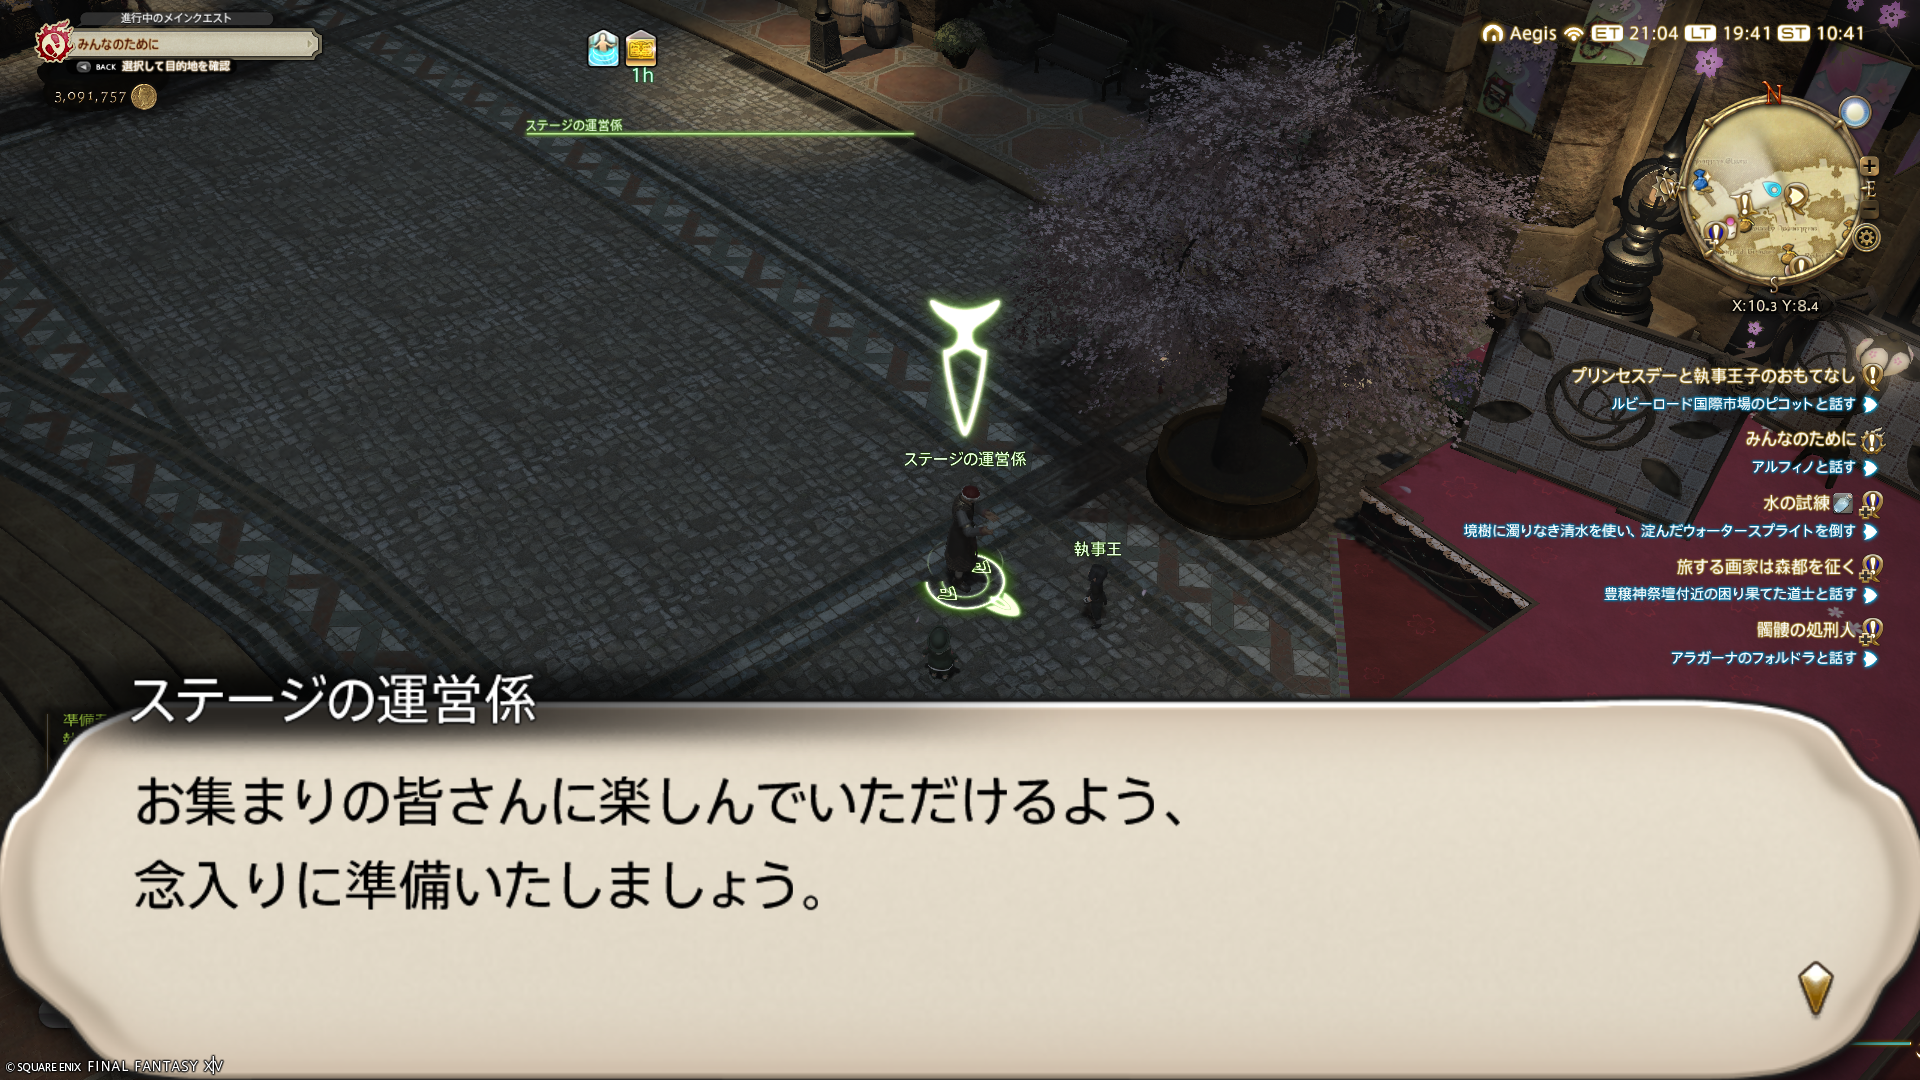 進行中のメインクエスト
みんなのために
BACK 選択して目的地を確認
3,091,757
1h
ステージの運営係
Aegis ET 21:04 LT 19:41 ST 10:41
N
E
S
W
X:10.3 Y:8.4
プリンセスデーと執事王子のおもてなし
ルビーロード国際市場のピコットと話す
みんなのために
アルフィノと話す
水の試練
境樹に濁りなき清水を使い、淀んだウォータースプライトを倒す
旅する画家は森都を征く
豊穣神祭壇付近の困り果てた道士と話す
髑髏の処刑人
アラガーナのフォルドラと話す
ステージの運営係
執事王
準備
ステージの運営係
お集まりの皆さんに楽しんでいただけるよう、
念入りに準備いたしましょう。
© SQUARE ENIX FINAL FANTASY XIV